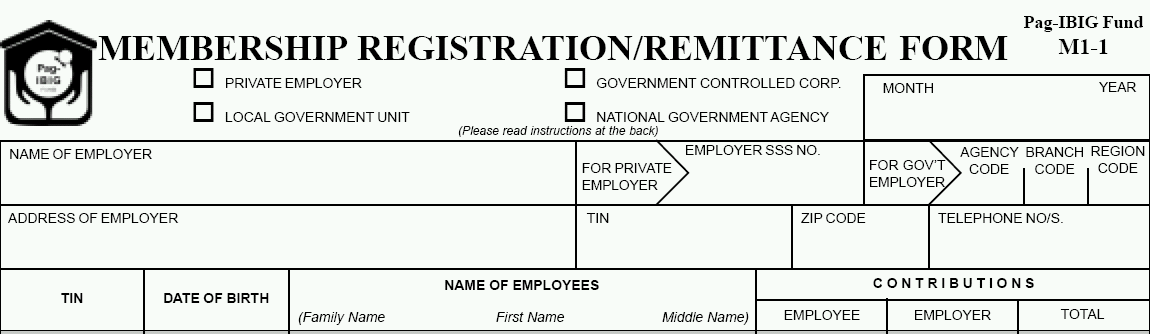 Pag-IBIG Fund
M1-1
Pag-IBIG
MEMBERSHIP REGISTRATION/REMITTANCE FORM
PRIVATE EMPLOYER
GOVERNMENT CONTROLLED CORP.
LOCAL GOVERNMENT UNIT
NATIONAL GOVERNMENT AGENCY
(Please read instructions at the back)
MONTH YEAR
NAME OF EMPLOYER
FOR PRIVATE EMPLOYER
EMPLOYER SSS NO.
FOR GOV'T EMPLOYER
AGENCY CODE
BRANCH CODE
REGION CODE
ADDRESS OF EMPLOYER
TIN
ZIP CODE
TELEPHONE NO/S.
TIN
DATE OF BIRTH
NAME OF EMPLOYEES
(Family Name First Name Middle Name)
CONTRIBUTIONS
EMPLOYEE EMPLOYER TOTAL